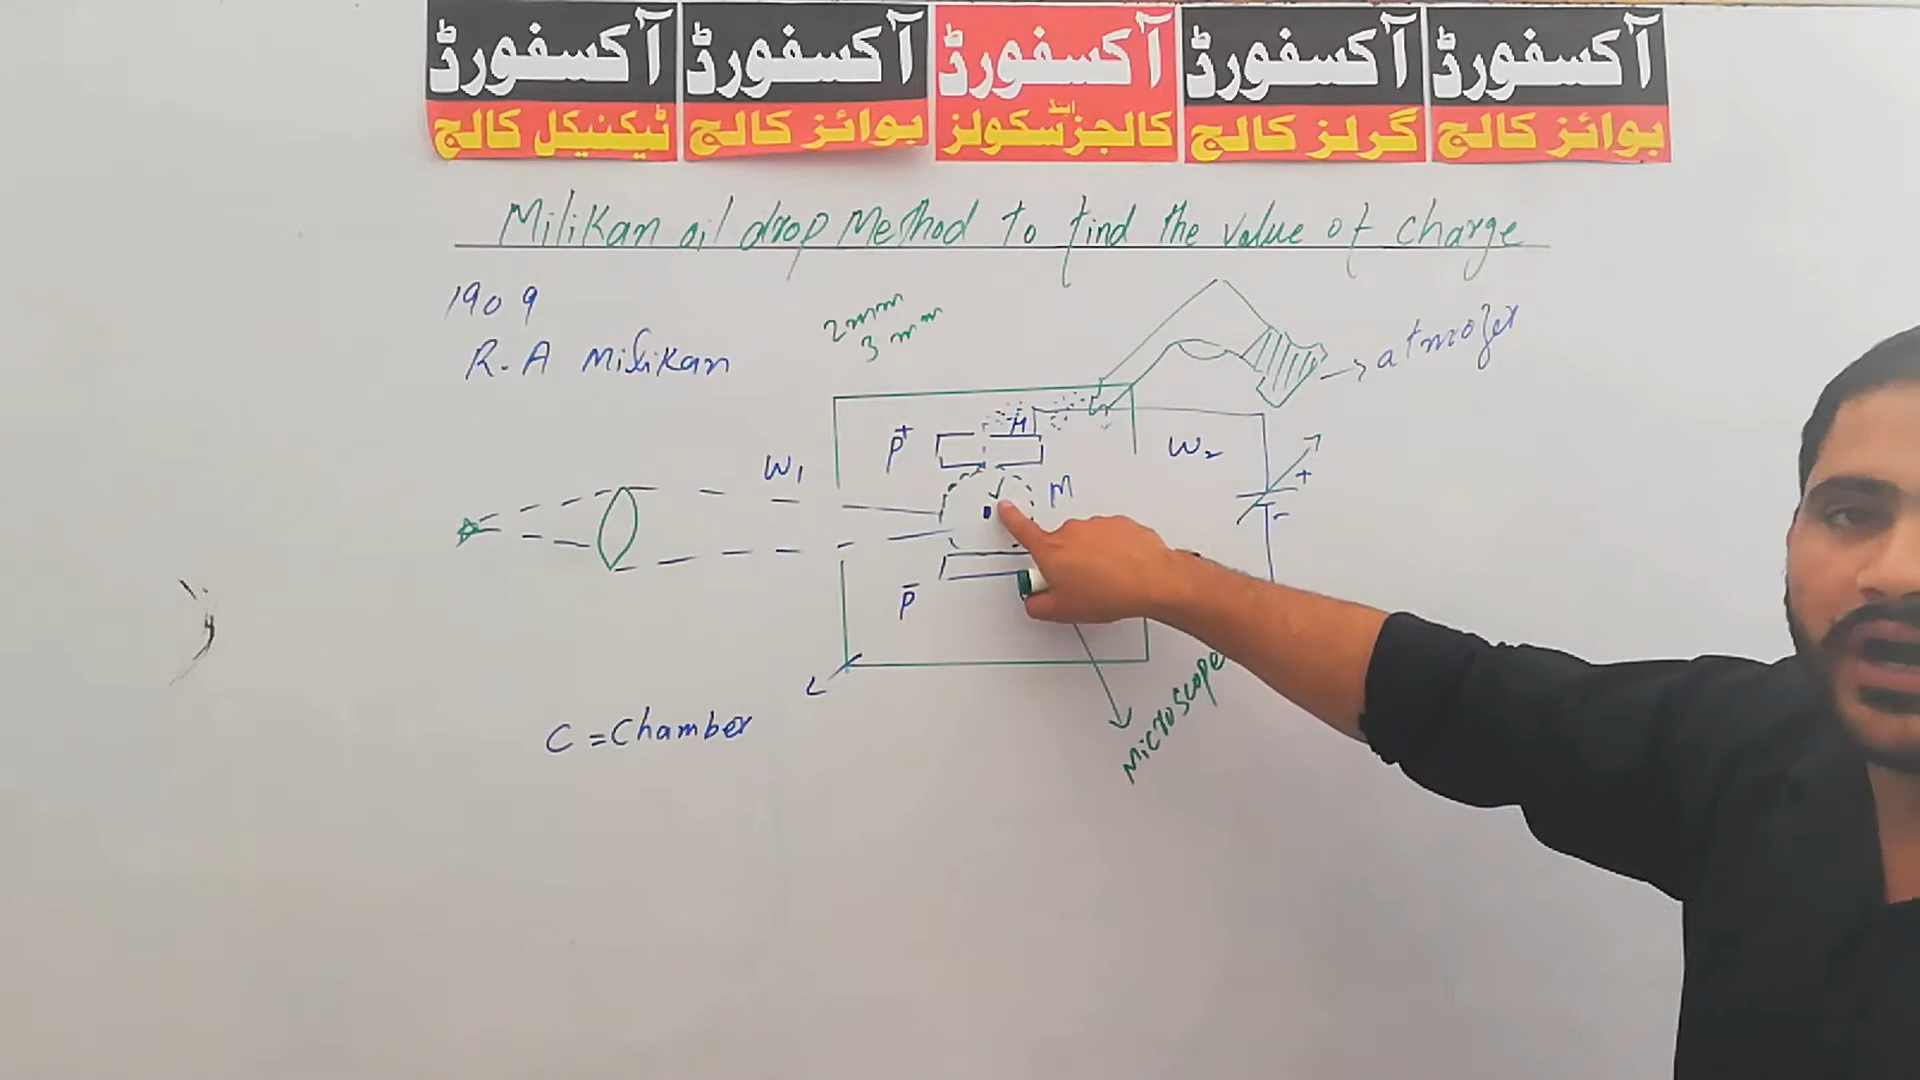 آکسفورڈ
بوائز کالج
آکسفورڈ
گرلز کالج
آکسفورڈ
کالجز اینڈ سکولز
آکسفورڈ
بوائز کالج
آکسفورڈ
ٹیکنیکل کالج
Milikan oil drop Method to find the value of charge
1909
R.A Milikan
2mm
3mm
atmozer
P+
H
W1
W2
M
+
-
P-
C = Chamber
Microscope